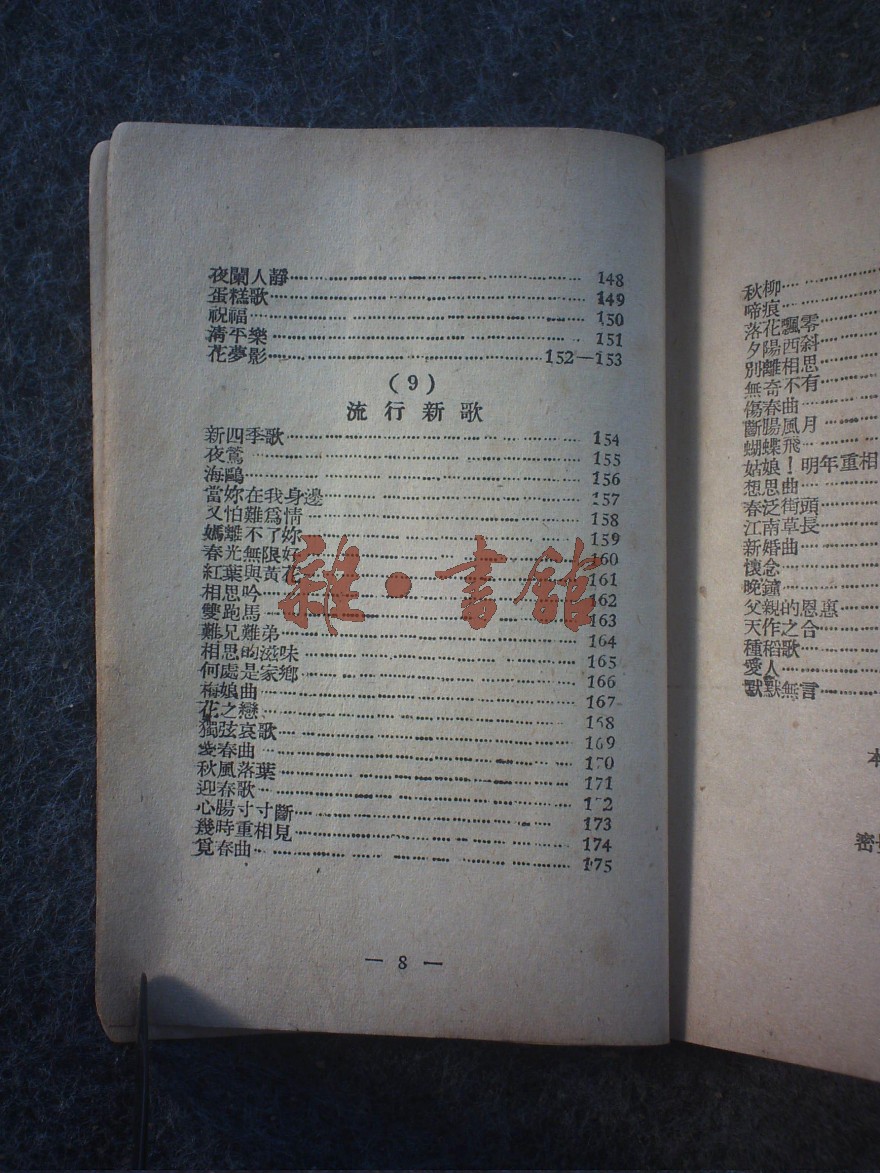 夜闌人靜 148
蛋糕歌 149
祝福 150
清平樂 151
花夢影 152—153
(9)
流行新歌
新四季歌 154
夜鶯 155
海鷗 156
當妳在我身邊 157
又怕難爲情 158
媽離不了妳 159
春光無限好 160
紅葉與黃花 161
相思吟 162
雙跑馬 163
難兄難弟 164
相思的滋味 165
何處是家鄉 166
梅娘曲 167
花之戀 168
獨弦哀歌 169
愛春曲 170
秋風落葉 171
迎春歌 172
心腸寸寸斷 173
幾時重相見 174
覓春曲 175
— 8 —
雜·書館
秋柳
啼痕
落花飄零
夕陽西斜
別離相思
無奇不有
傷春曲
斷腸風月
蝴蝶飛
姑娘!明年重相
想思曲
春泛街頭
江南草長
新婚曲
懷念
晚鐘
父親的恩惠
天作之合
種稻歌
愛人
默默無言
本